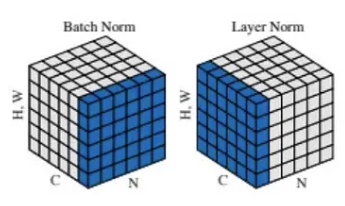 Batch Norm
Layer Norm
H, W
C
N
H, W
C
N